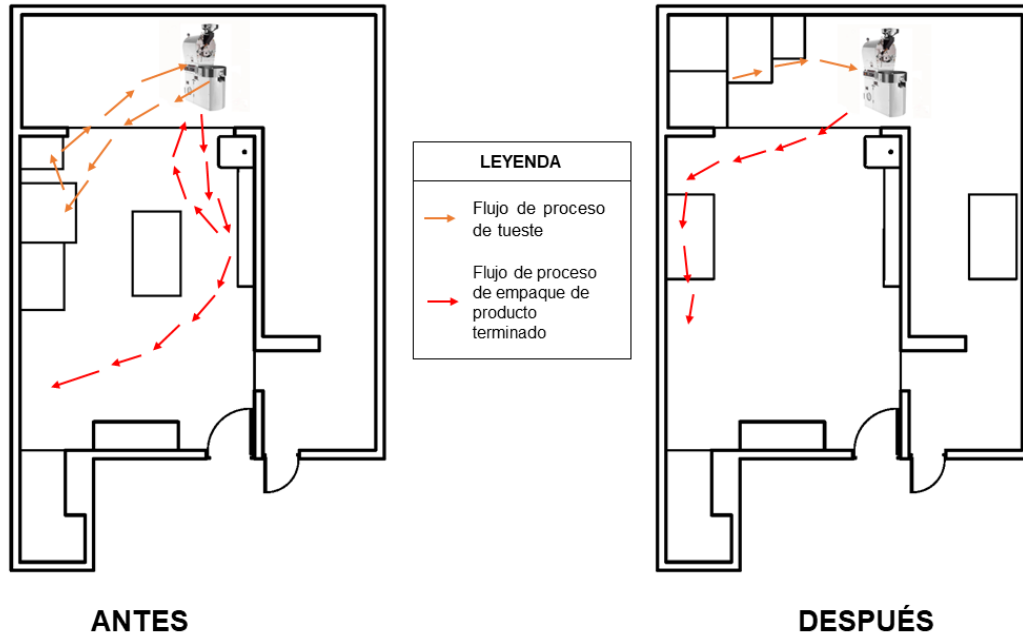 LEYENDA
Flujo de proceso
de tueste
Flujo de proceso
de empaque de
producto
terminado
ANTES
DESPUÉS